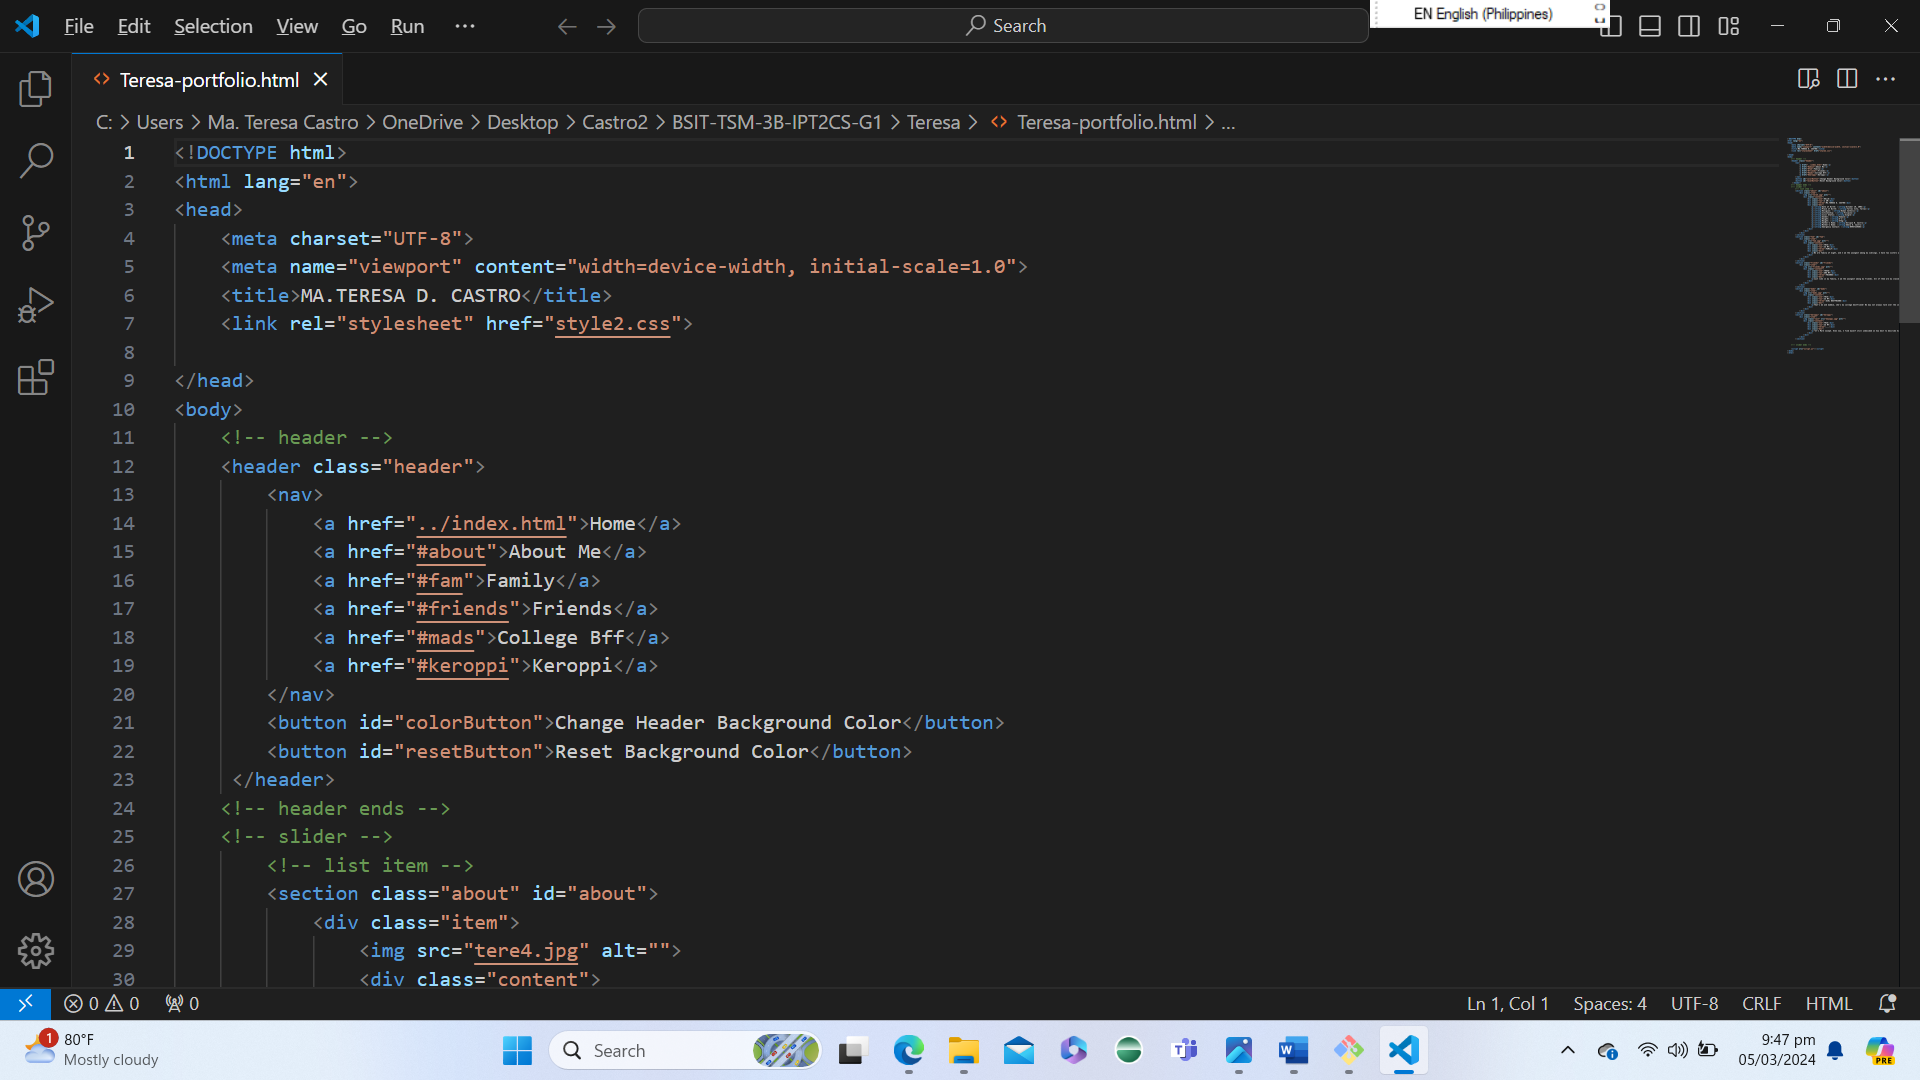 File Edit Selection View Go Run ···
Search
EN English (Philippines)
Teresa-portfolio.html
C: > Users > Ma. Teresa Castro > OneDrive > Desktop > Castro2 > BSIT-TSM-3B-IPT2CS-G1 > Teresa > <> Teresa-portfolio.html > ...
1 <!DOCTYPE html>
2 <html lang="en">
3 <head>
4 <meta charset="UTF-8">
5 <meta name="viewport" content="width=device-width, initial-scale=1.0">
6 <title>MA.TERESA D. CASTRO</title>
7 <link rel="stylesheet" href="style2.css">
8
9 </head>
10 <body>
11 <!-- header -->
12 <header class="header">
13 <nav>
14 <a href="../index.html">Home</a>
15 <a href="#about">About Me</a>
16 <a href="#fam">Family</a>
17 <a href="#friends">Friends</a>
18 <a href="#mads">College Bff</a>
19 <a href="#keroppi">Keroppi</a>
20 </nav>
21 <button id="colorButton">Change Header Background Color</button>
22 <button id="resetButton">Reset Background Color</button>
23 </header>
24 <!-- header ends -->
25 <!-- slider -->
26 <!-- list item -->
27 <section class="about" id="about">
28 <div class="item">
29 <img src="tere4.jpg" alt="">
30 <div class="content">
0 0 0 Ln 1, Col 1 Spaces: 4 UTF-8 CRLF HTML
1 80°F
Mostly cloudy
Search
9:47 pm
05/03/2024
PRE